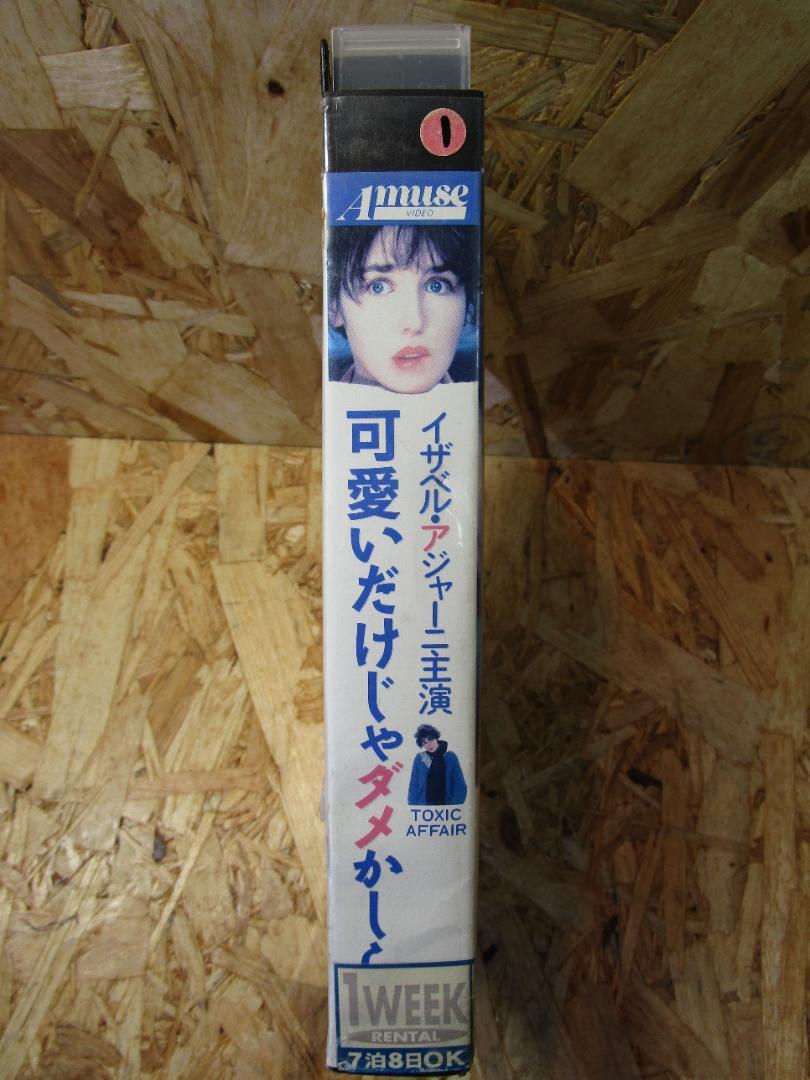 Amuse
VIDEO
イザベル・アジャーニ主演
可愛いだけじゃダメかし
TOXIC
AFFAIR
1WEEK
RENTAL
7泊8日OK